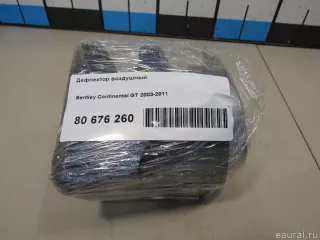 Дефлектор воздушный
Bentley Continental GT 2003-2011
80 676 260
eaural.ru